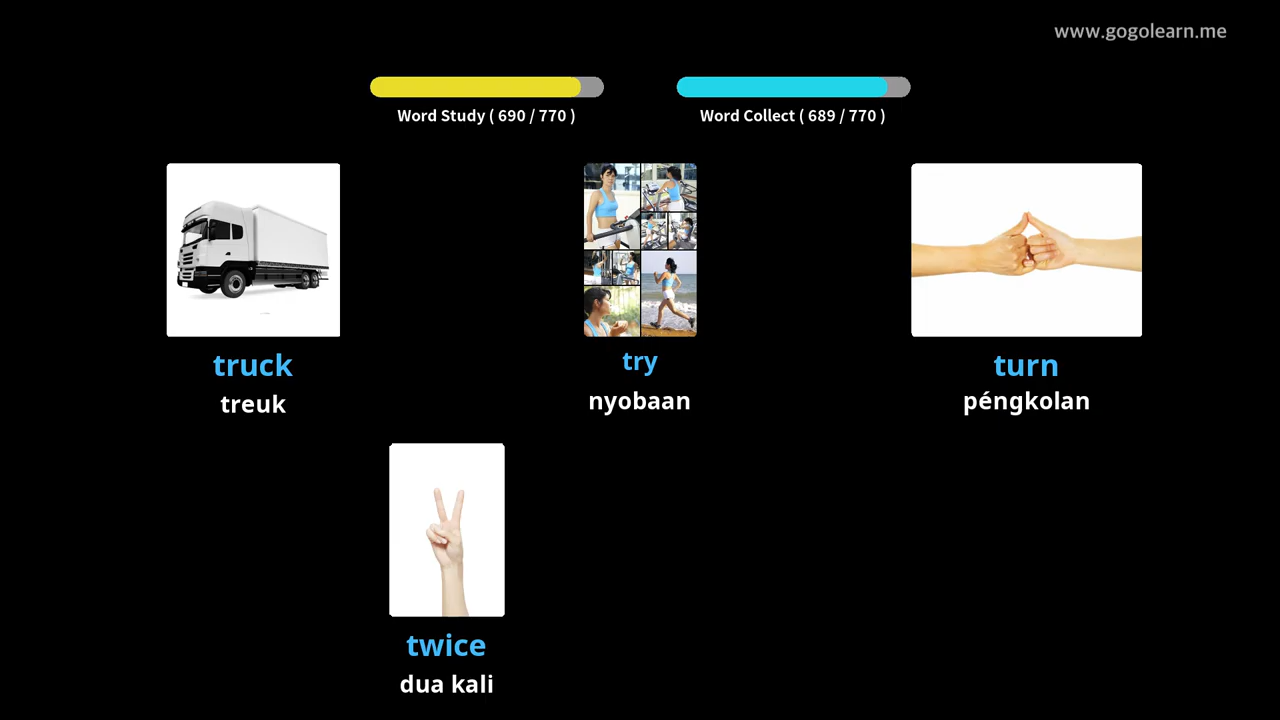 www.gogolearn.me
Word Study ( 690 / 770 )
Word Collect ( 689 / 770 )
truck
treuk
try
nyobaan
turn
péngkolan
twice
dua kali